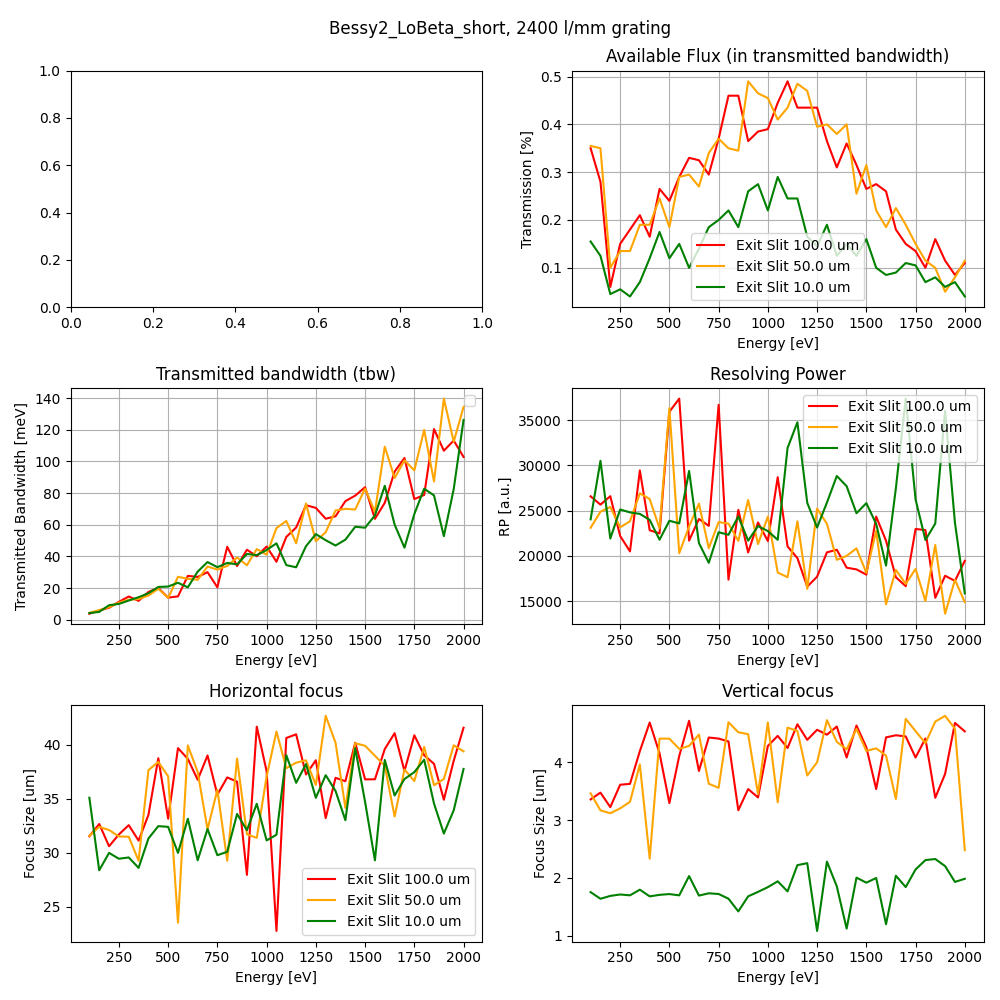 Bessy2_LoBeta_short, 2400 l/mm grating
1.0
0.8
0.6
0.4
0.2
0.0
0.0 0.2 0.4 0.6 0.8 1.0
Available Flux (in transmitted bandwidth)
Transmission [%]
0.5
0.4
0.3
0.2
0.1
Exit Slit 100.0 um
Exit Slit 50.0 um
Exit Slit 10.0 um
250 500 750 1000 1250 1500 1750 2000
Energy [eV]
Transmitted bandwidth (tbw)
Transmitted Bandwidth [meV]
140
120
100
80
60
40
20
0
250 500 750 1000 1250 1500 1750 2000
Energy [eV]
Resolving Power
RP [a.u.]
35000
30000
25000
20000
15000
Exit Slit 100.0 um
Exit Slit 50.0 um
Exit Slit 10.0 um
250 500 750 1000 1250 1500 1750 2000
Energy [eV]
Horizontal focus
Focus Size [um]
40
35
30
25
Exit Slit 100.0 um
Exit Slit 50.0 um
Exit Slit 10.0 um
250 500 750 1000 1250 1500 1750 2000
Energy [eV]
Vertical focus
Focus Size [um]
4
3
2
1
250 500 750 1000 1250 1500 1750 2000
Energy [eV]